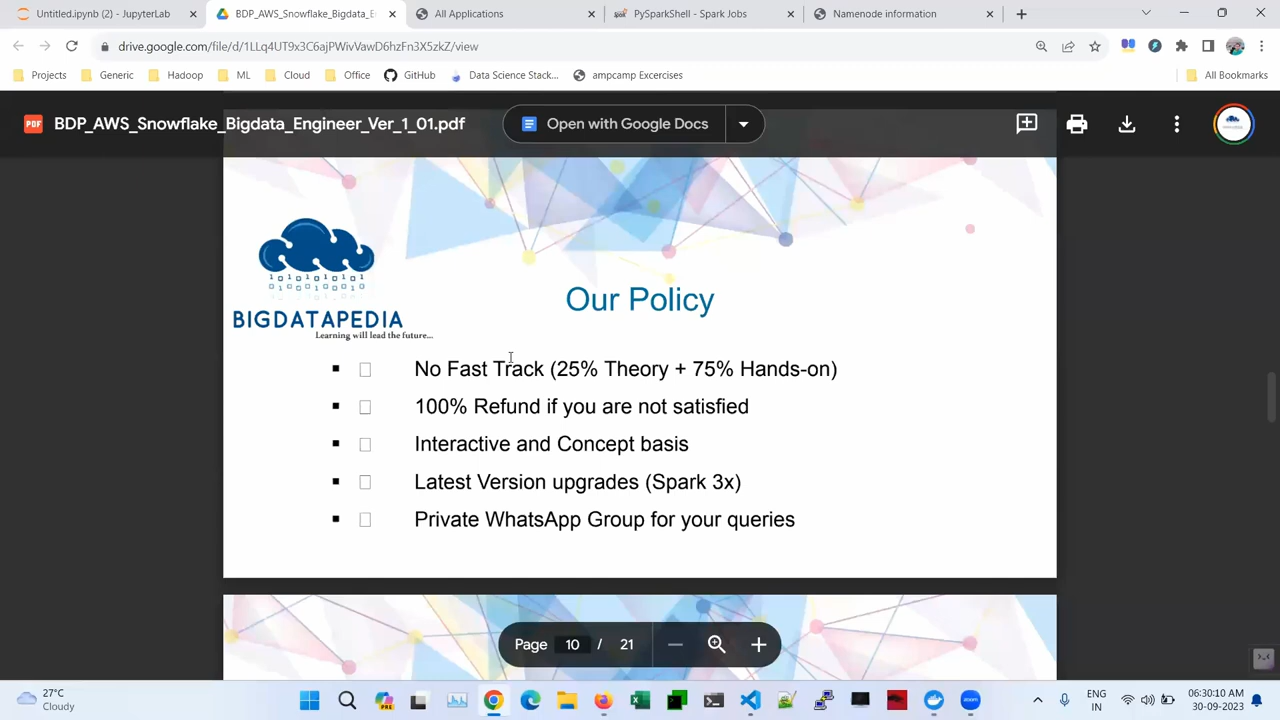 Untitled.ipynb (2) - JupyterLab
BDP_AWS_Snowflake_Bigdata_E
All Applications
PySparkShell - Spark Jobs
Namenode information
drive.google.com/file/d/1LLq4UT9x3C6ajPWivVawD6hzFn3X5zkZ/view
Projects Generic Hadoop ML Cloud Office GitHub Data Science Stack... ampcamp Excercises All Bookmarks
PDF BDP_AWS_Snowflake_Bigdata_Engineer_Ver_1_01.pdf
Open with Google Docs
BIGDATAPEDIA
Learning will lead the future...
Our Policy
No Fast Track (25% Theory + 75% Hands-on)
100% Refund if you are not satisfied
Interactive and Concept basis
Latest Version upgrades (Spark 3x)
Private WhatsApp Group for your queries
Page 10 / 21
27°C
Cloudy
ENG
IN
06:30:10 AM
30-09-2023